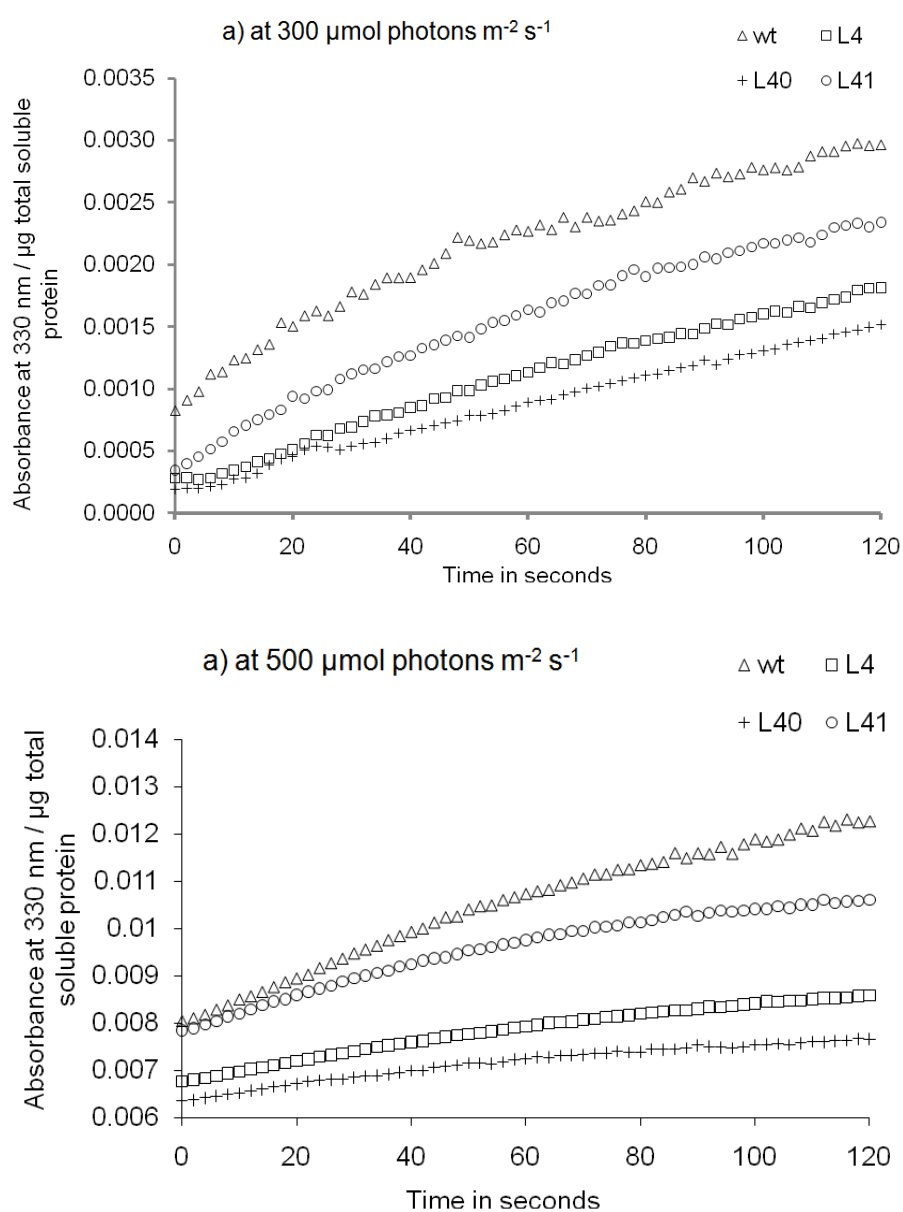 a) at 300 µmol photons m-2 s-1
wt L4
L40 L41
Absorbance at 330 nm / µg total soluble
protein
0.0035
0.0030
0.0025
0.0020
0.0015
0.0010
0.0005
0.0000
0 20 40 60 80 100 120
Time in seconds
a) at 500 µmol photons m-2 s-1
wt L4
L40 L41
Absorbance at 330 nm / µg total
soluble protein
0.014
0.013
0.012
0.011
0.01
0.009
0.008
0.007
0.006
0 20 40 60 80 100 120
Time in seconds